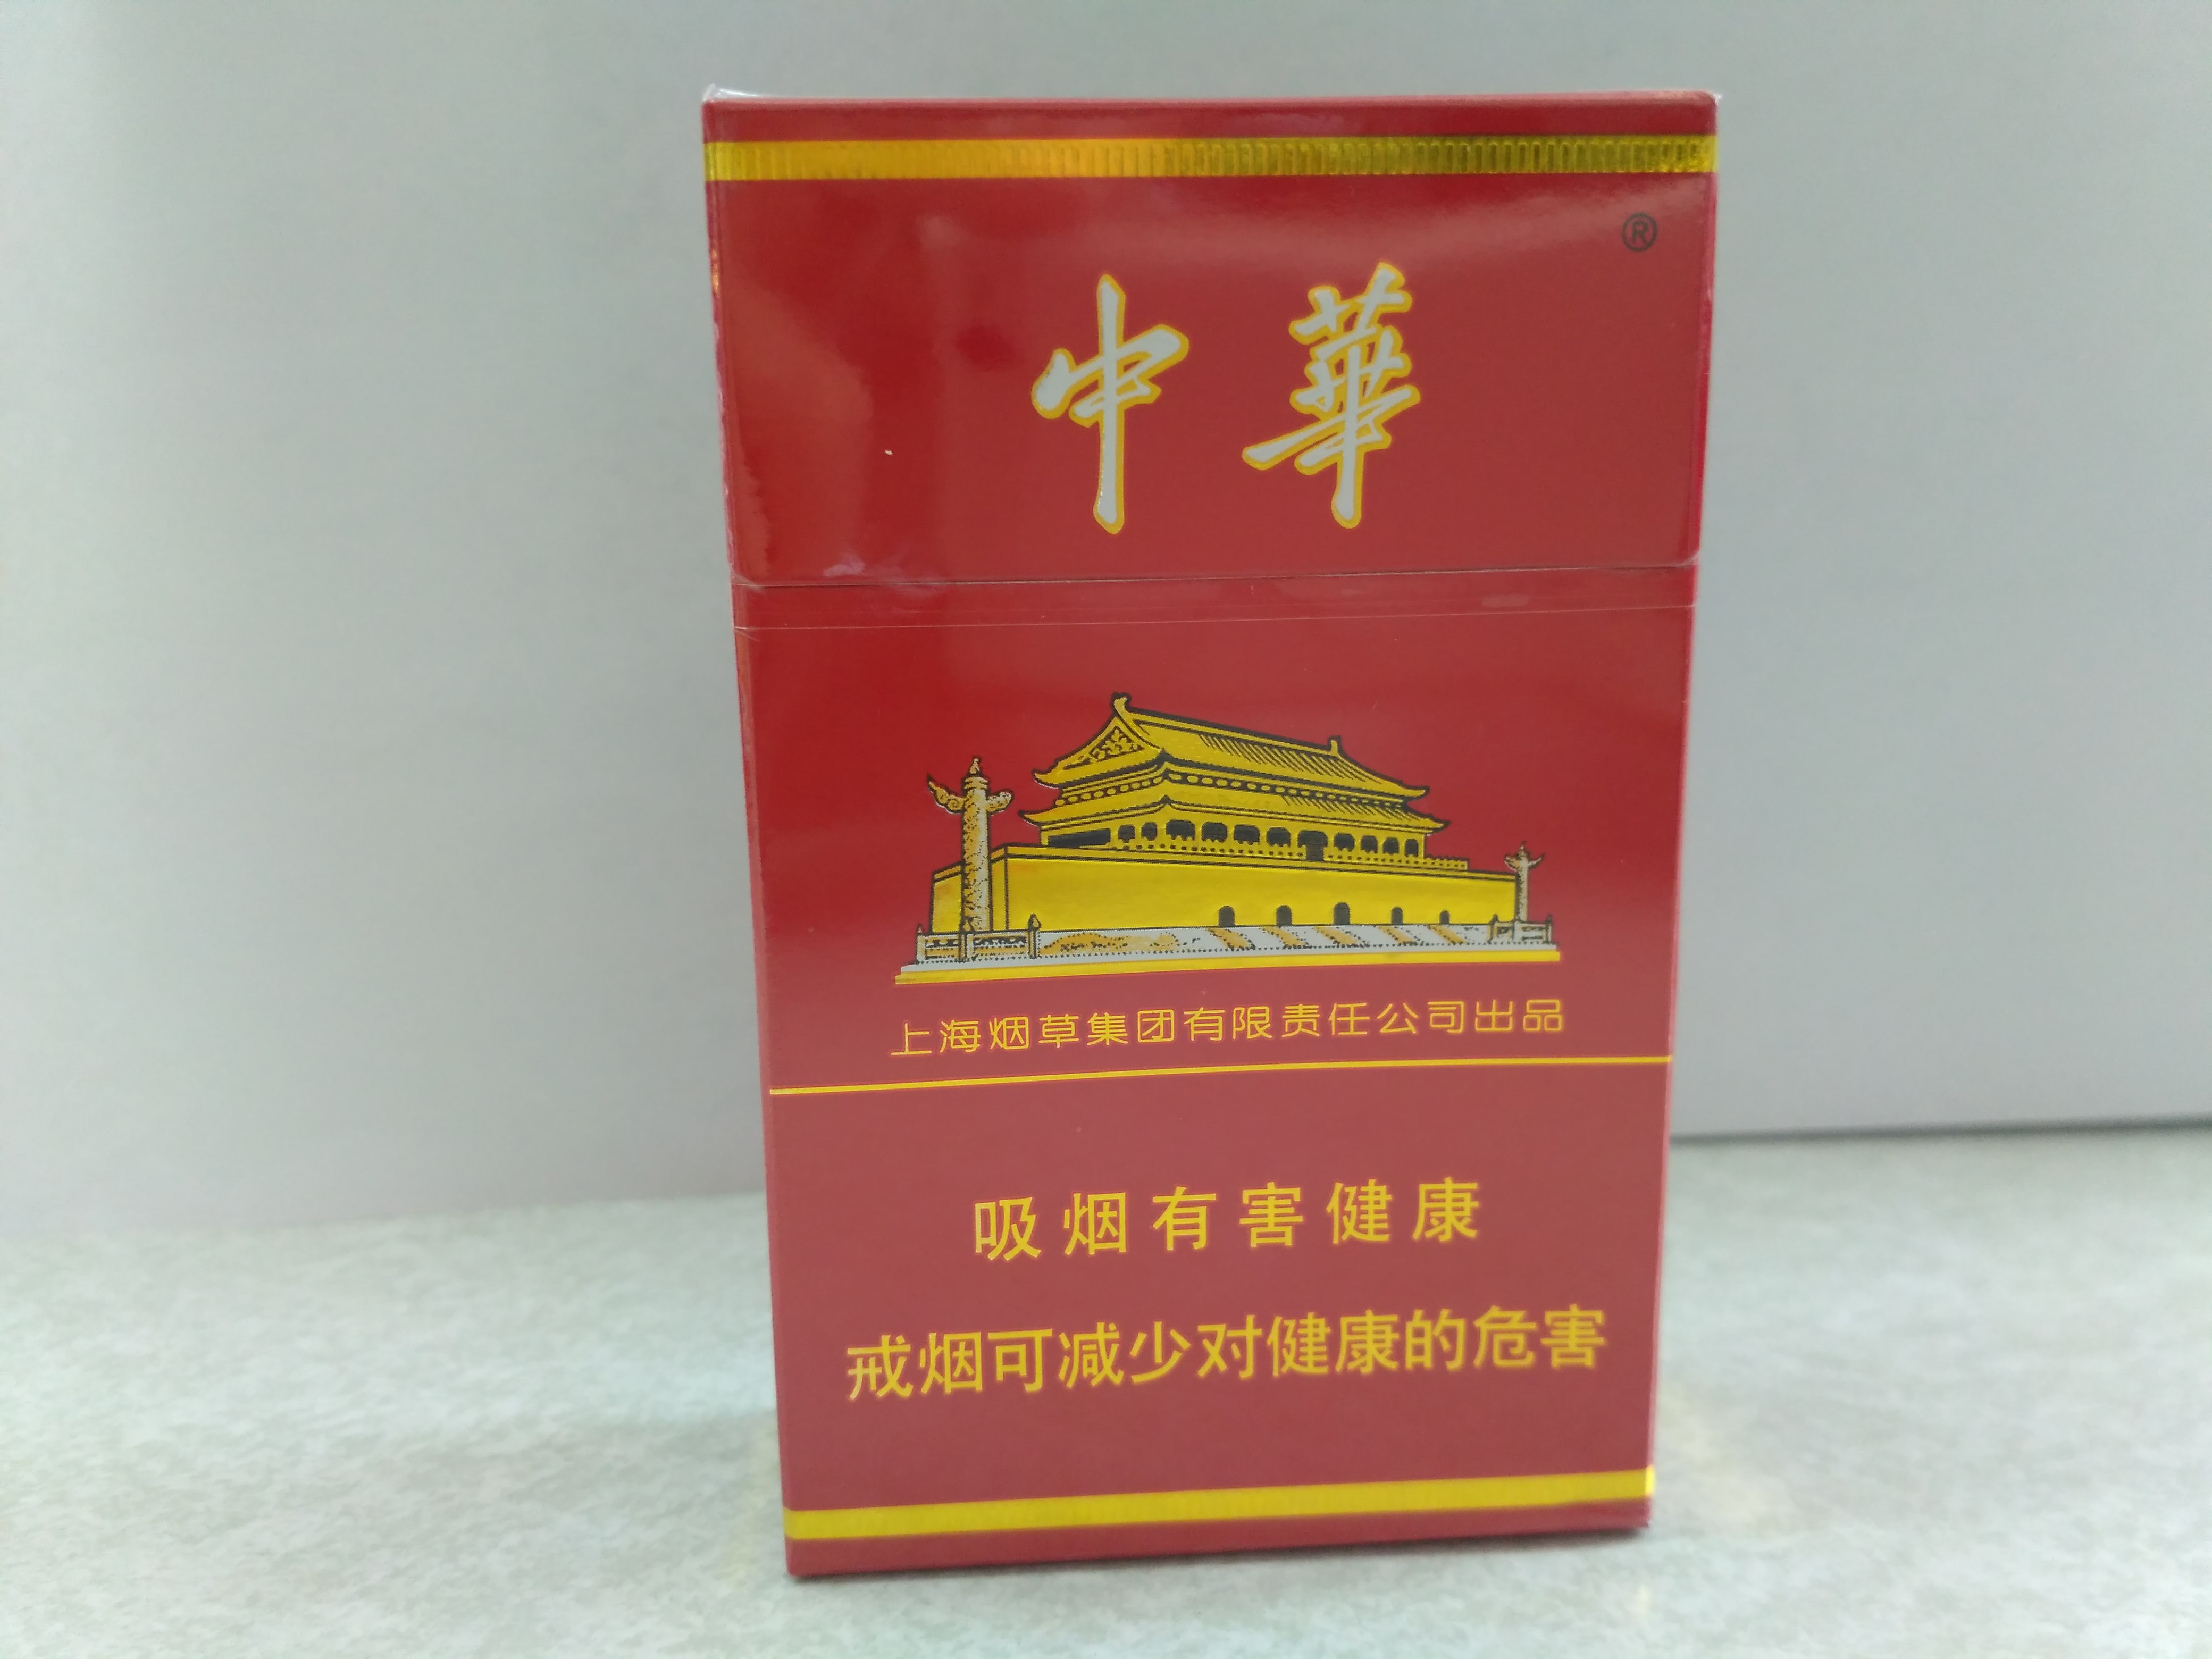 ®
中華
上海烟草集团有限责任公司出品
吸烟有害健康
戒烟可减少对健康的危害